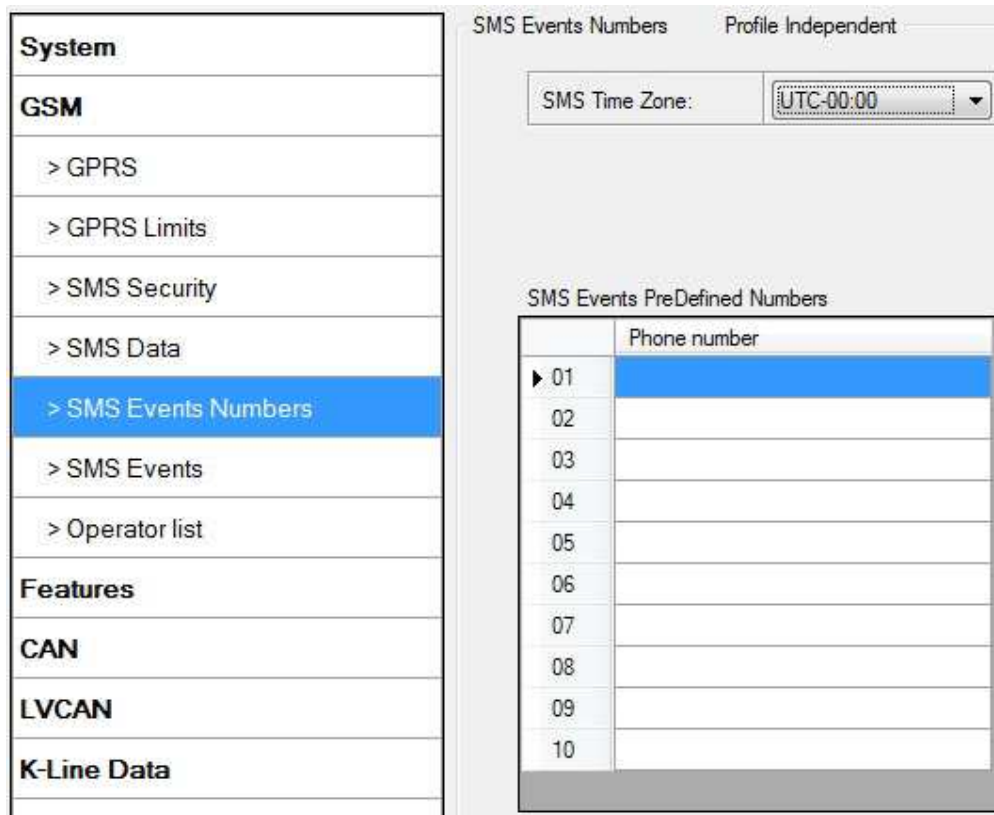 System
GSM
> GPRS
> GPRS Limits
> SMS Security
> SMS Data
> SMS Events Numbers
> SMS Events
> Operator list
Features
CAN
LVCAN
K-Line Data
SMS Events Numbers Profile Independent
SMS Time Zone: UTC-00:00
SMS Events PreDefined Numbers
Phone number
01
02
03
04
05
06
07
08
09
10